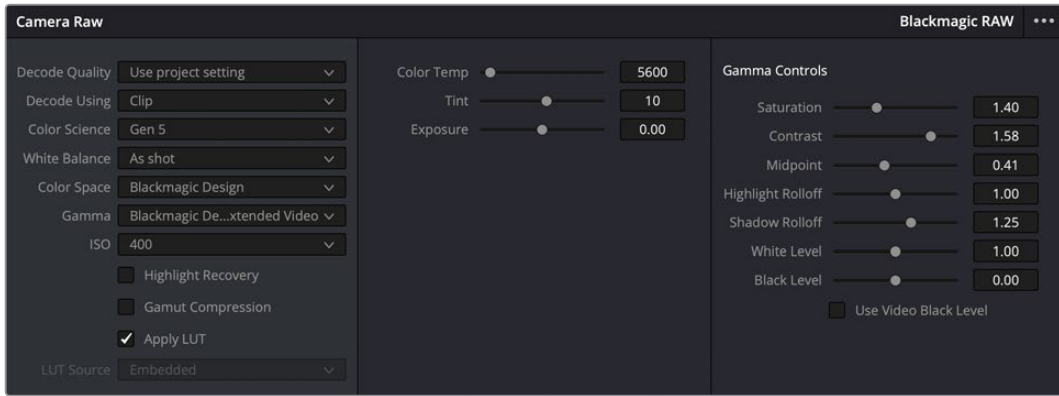 Camera Raw
Blackmagic RAW
Decode Quality Use project setting
Decode Using Clip
Color Science Gen 5
White Balance As shot
Color Space Blackmagic Design
Gamma Blackmagic De...xtended Video
ISO 400
Highlight Recovery
Gamut Compression
Apply LUT
LUT Source Embedded
Color Temp 5600
Tint 10
Exposure 0.00
Gamma Controls
Saturation 1.40
Contrast 1.58
Midpoint 0.41
Highlight Rolloff 1.00
Shadow Rolloff 1.25
White Level 1.00
Black Level 0.00
Use Video Black Level